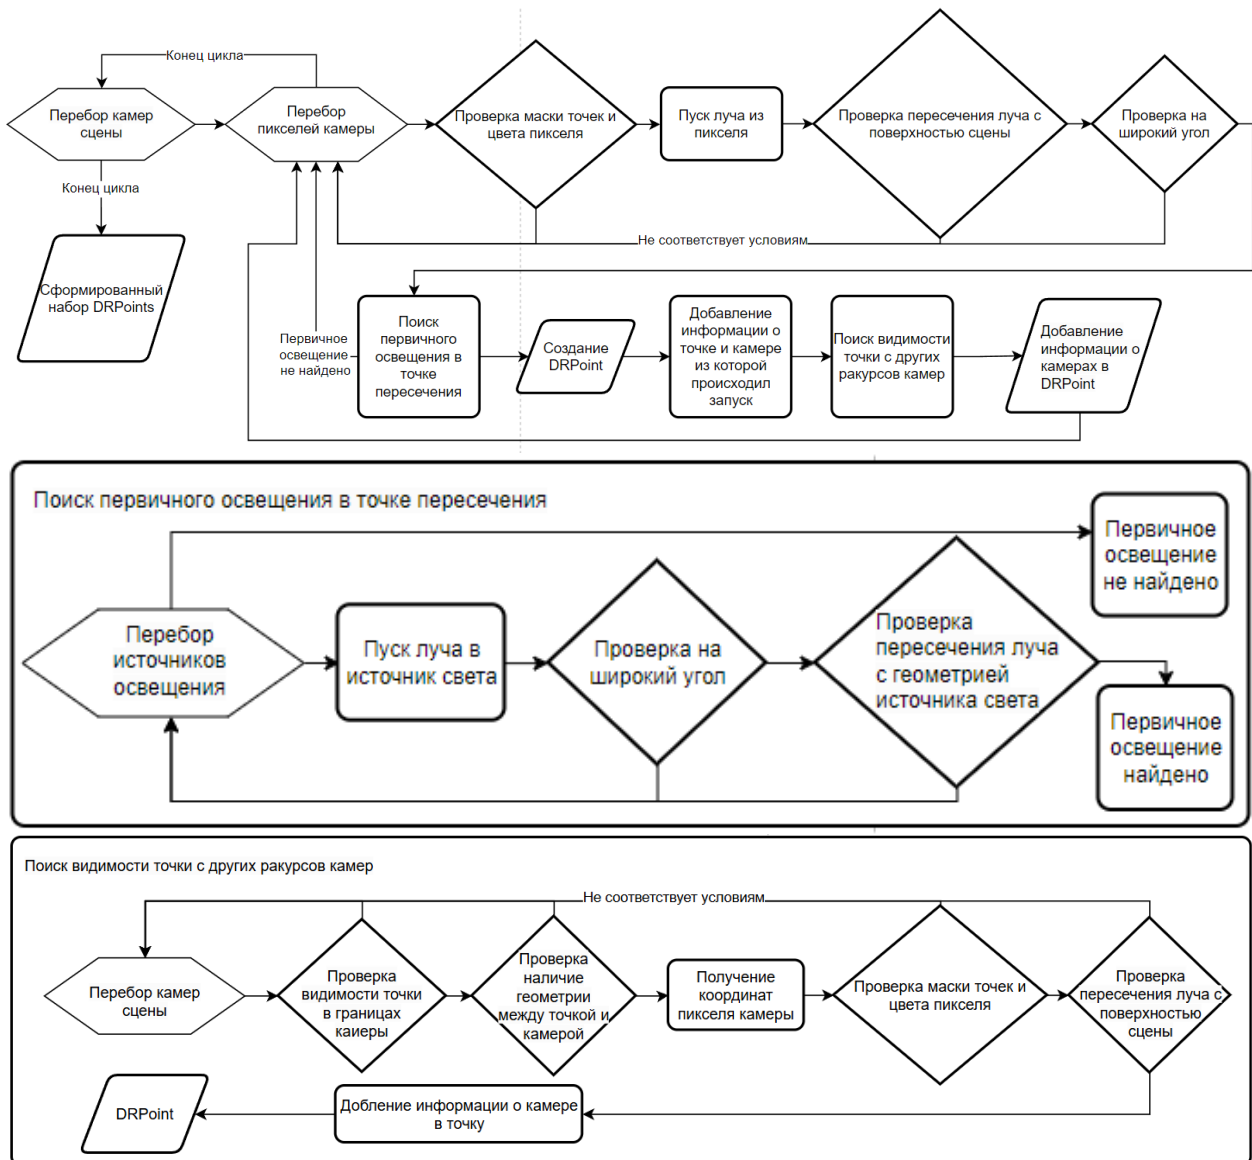 Конец цикла
Перебор камер
сцены
Перебор
пикселей камеры
Проверка маски точек и
цвета пикселя
Пуск луча из
пикселя
Проверка пересечения луча с
поверхностью сцены
Проверка на
широкий угол
Конец цикла
Не соответствует условиям
Сформированный
набор DRPoints
Первичное
освещение
не найдено
Поиск
первичного
освещения в
точке
пересечения
Создание
DRPoint
Добавление
информации о
точке и камере
из которой
происходил
запуск
Поиск видимости
точки с других
ракурсов камер
Добавление
информации о
камерах в
DRPoint
Поиск первичного освещения в точке пересечения
Первичное
освещение
не найдено
Перебор
источников
освещения
Пуск луча в
источник света
Проверка на
широкий угол
Проверка
пересечения луча
с геометрией
источника света
Первичное
освещение
найдено
Поиск видимости точки с других ракурсов камер
Не соответствует условиям
Перебор камер
сцены
Проверка
видимости точки
в границах
каиеры
Проверка
наличие
геометрии
между точкой и
камерой
Получение
координат
пикселя камеры
Проверка маски точек и
цвета пикселя
Проверка
пересечения луча с
поверхностью
сцены
DRPoint
Добление информации о камере
в точку